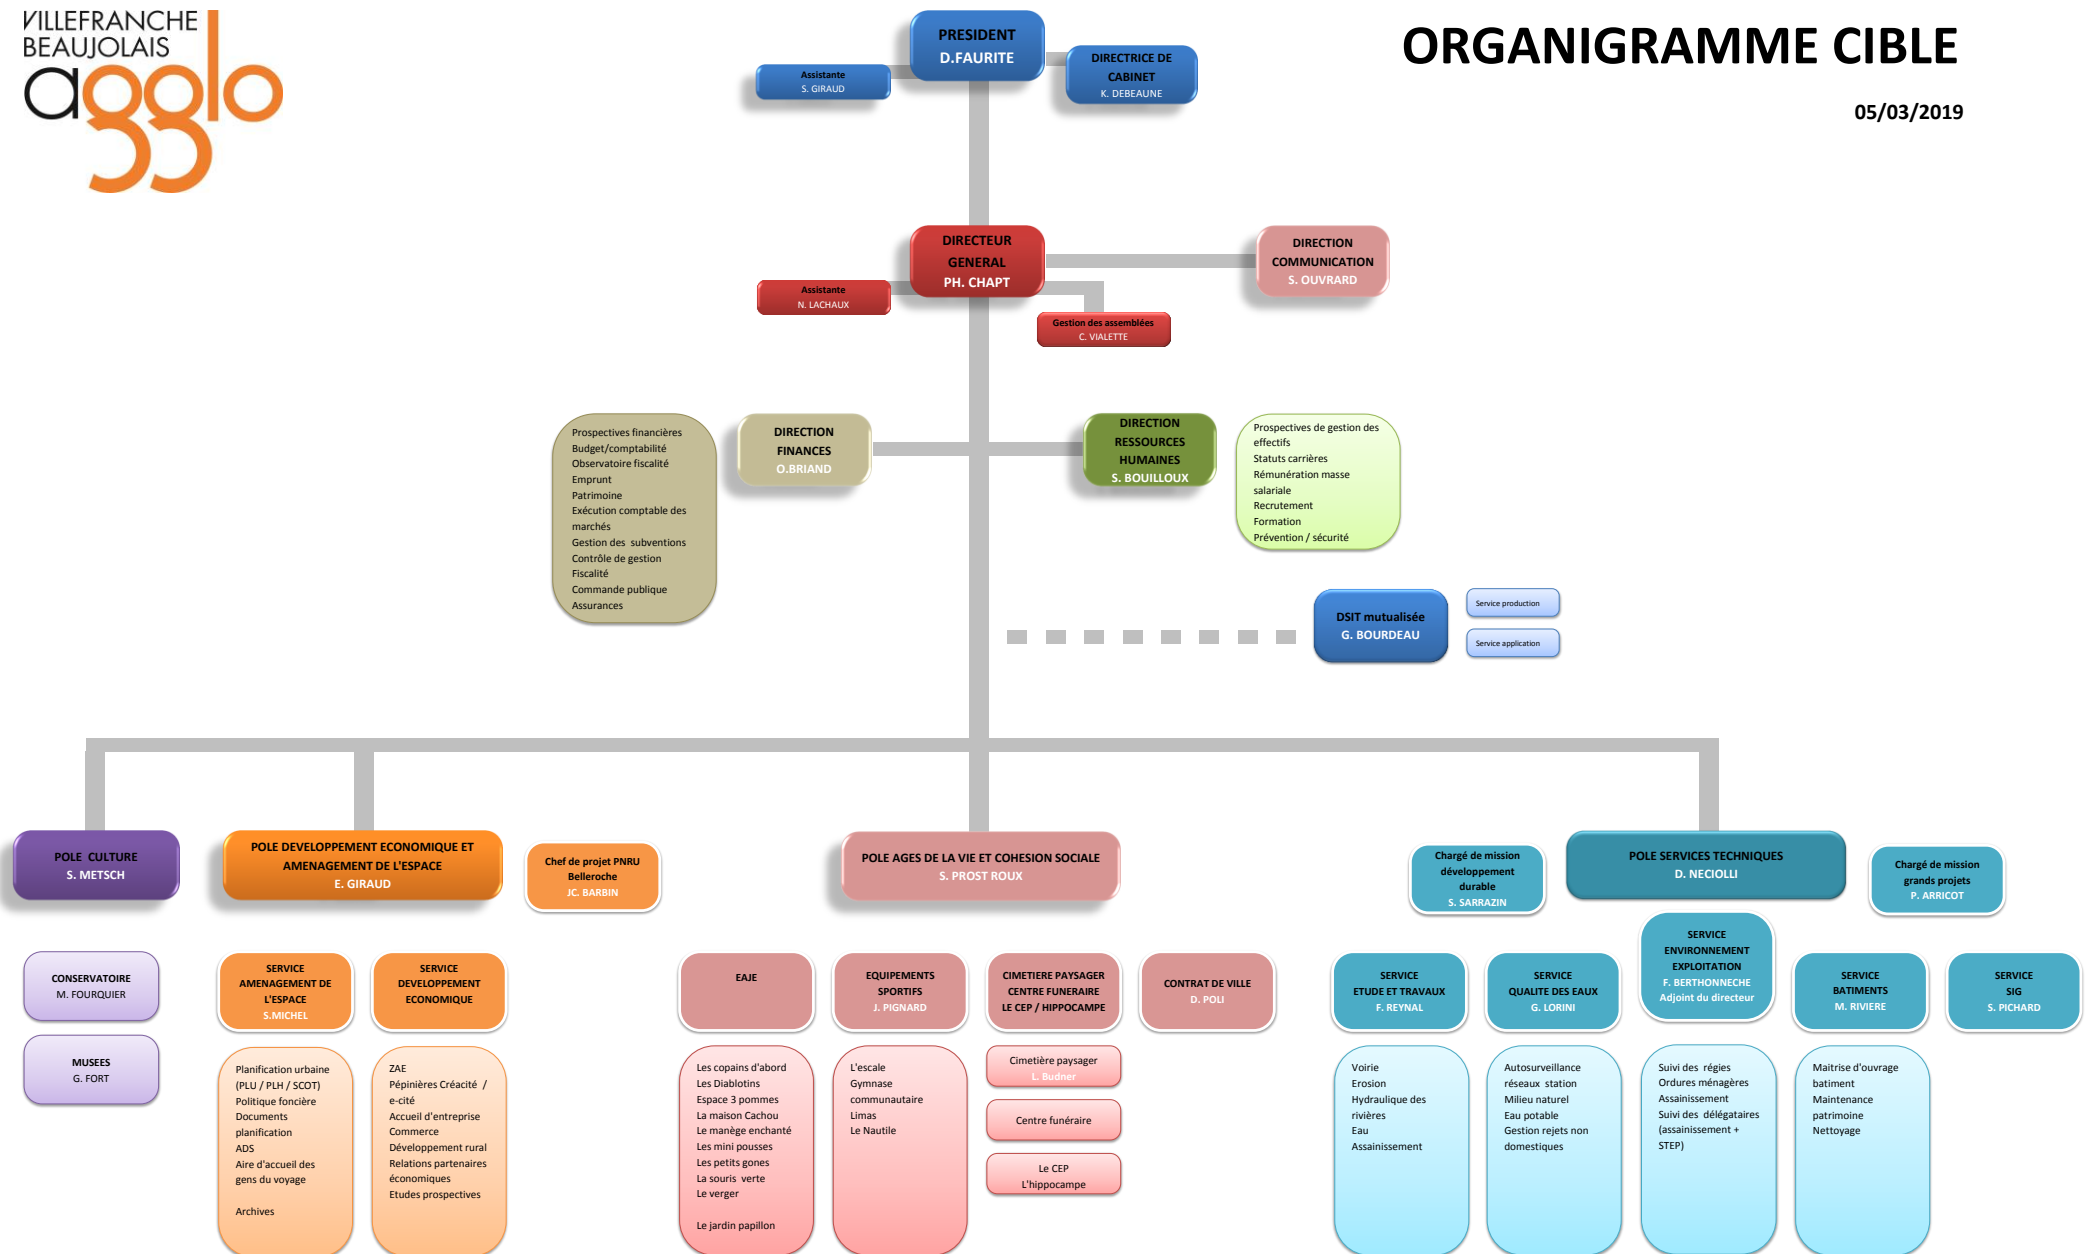 VILLEFRANCHE
BEAUJOLAIS
agglo
ORGANIGRAMME CIBLE
05/03/2019
PRESIDENT
D.FAURITE
Assistante
S. GIRAUD
DIRECTRICE DE
CABINET
K. DEBEAUNE
DIRECTEUR
GENERAL
PH. CHAPT
Assistante
N. LACHAUX
DIRECTION
COMMUNICATION
S. OUVRARD
Gestion des assemblées
C. VIALETTE
Prospectives financières
Budget/comptabilité
Observatoire fiscalité
Emprunt
Patrimoine
Exécution comptable des
marchés
Gestion des subventions
Contrôle de gestion
Fiscalité
Commande publique
Assurances
DIRECTION
FINANCES
O.BRIAND
DIRECTION
RESSOURCES
HUMAINES
S. BOUILLOUX
Prospectives de gestion des
effectifs
Statuts carrières
Rémunération masse
salariale
Recrutement
Formation
Prévention / sécurité
DSIT mutualisée
G. BOURDEAU
Service production
Service application
POLE CULTURE
S. METSCH
POLE DEVELOPPEMENT ECONOMIQUE ET
AMENAGEMENT DE L'ESPACE
E. GIRAUD
Chef de projet PNRU
Belleroche
JC. BARBIN
POLE AGES DE LA VIE ET COHESION SOCIALE
S. PROST ROUX
Chargé de mission
développement
durable
S. SARRAZIN
POLE SERVICES TECHNIQUES
D. NECIOLLI
Chargé de mission
grands projets
P. ARRICOT
CONSERVATOIRE
M. FOURQUIER
MUSEES
G. FORT
SERVICE
AMENAGEMENT DE
L'ESPACE
S.MICHEL
SERVICE
DEVELOPPEMENT
ECONOMIQUE
EAJE
EQUIPEMENTS
SPORTIFS
J. PIGNARD
CIMETIERE PAYSAGER
CENTRE FUNERAIRE
LE CEP / HIPPOCAMPE
CONTRAT DE VILLE
D. POLI
SERVICE
ETUDE ET TRAVAUX
F. REYNAL
SERVICE
QUALITE DES EAUX
G. LORINI
SERVICE
ENVIRONNEMENT
EXPLOITATION
F. BERTHONNECHE
Adjoint du directeur
SERVICE
BATIMENTS
M. RIVIERE
SERVICE
SIG
S. PICHARD
Planification urbaine
(PLU / PLH / SCOT)
Politique foncière
Documents
planification
ADS
Aire d'accueil des
gens du voyage
Archives
ZAE
Pépinières Créacité /
e-cité
Accueil d'entreprise
Commerce
Développement rural
Relations partenaires
économiques
Etudes prospectives
Les copains d'abord
Les Diablotins
Espace 3 pommes
La maison Cachou
Le manège enchanté
Les mini pousses
Les petits gones
La souris verte
Le verger
Le jardin papillon
L'escale
Gymnase
communautaire
Limas
Le Nautile
Cimetière paysager
L. Budner
Centre funéraire
Le CEP
L'hippocampe
Voirie
Erosion
Hydraulique des
rivières
Eau
Assainissement
Autosurveillance
réseaux station
Milieu naturel
Eau potable
Gestion rejets non
domestiques
Suivi des régies
Ordures ménagères
Assainissement
Suivi des délégataires
(assainissement +
STEP)
Maitrise d'ouvrage
batiment
Maintenance
patrimoine
Nettoyage